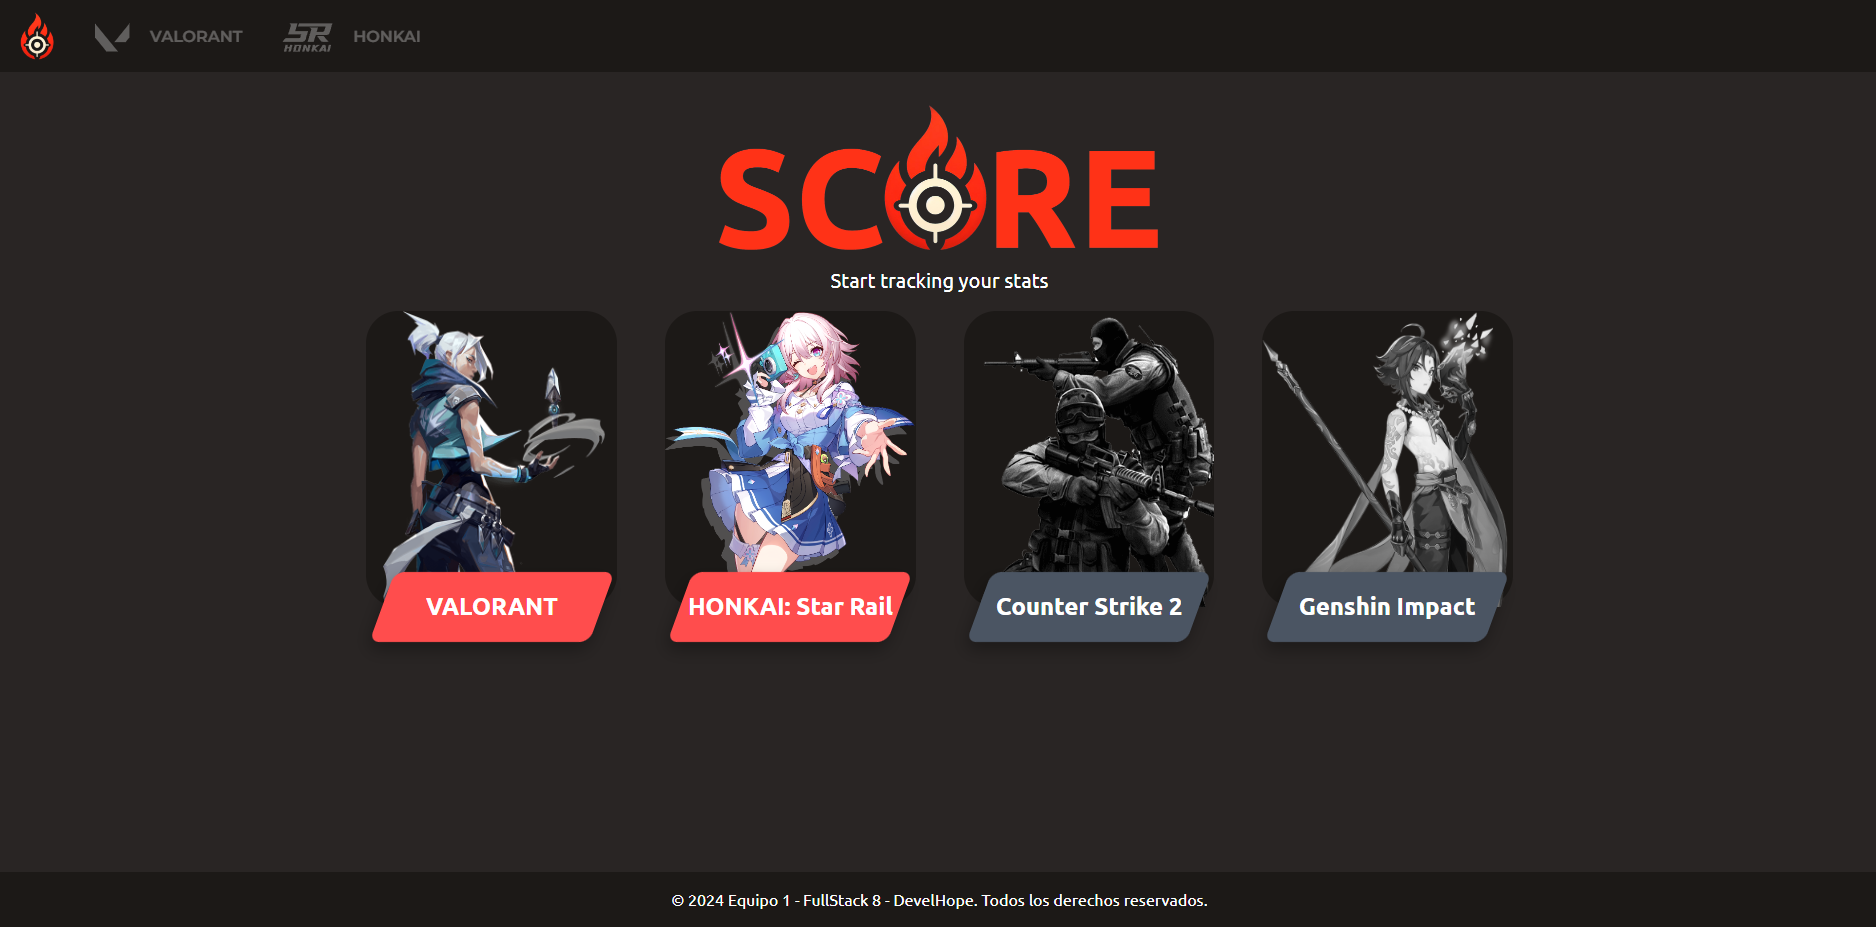 VALORANT
SR
HONKAI
HONKAI
SCORE
Start tracking your stats
VALORANT
HONKAI: Star Rail
Counter Strike 2
Genshin Impact
© 2024 Equipo 1 - FullStack 8 - DevelHope. Todos los derechos reservados.